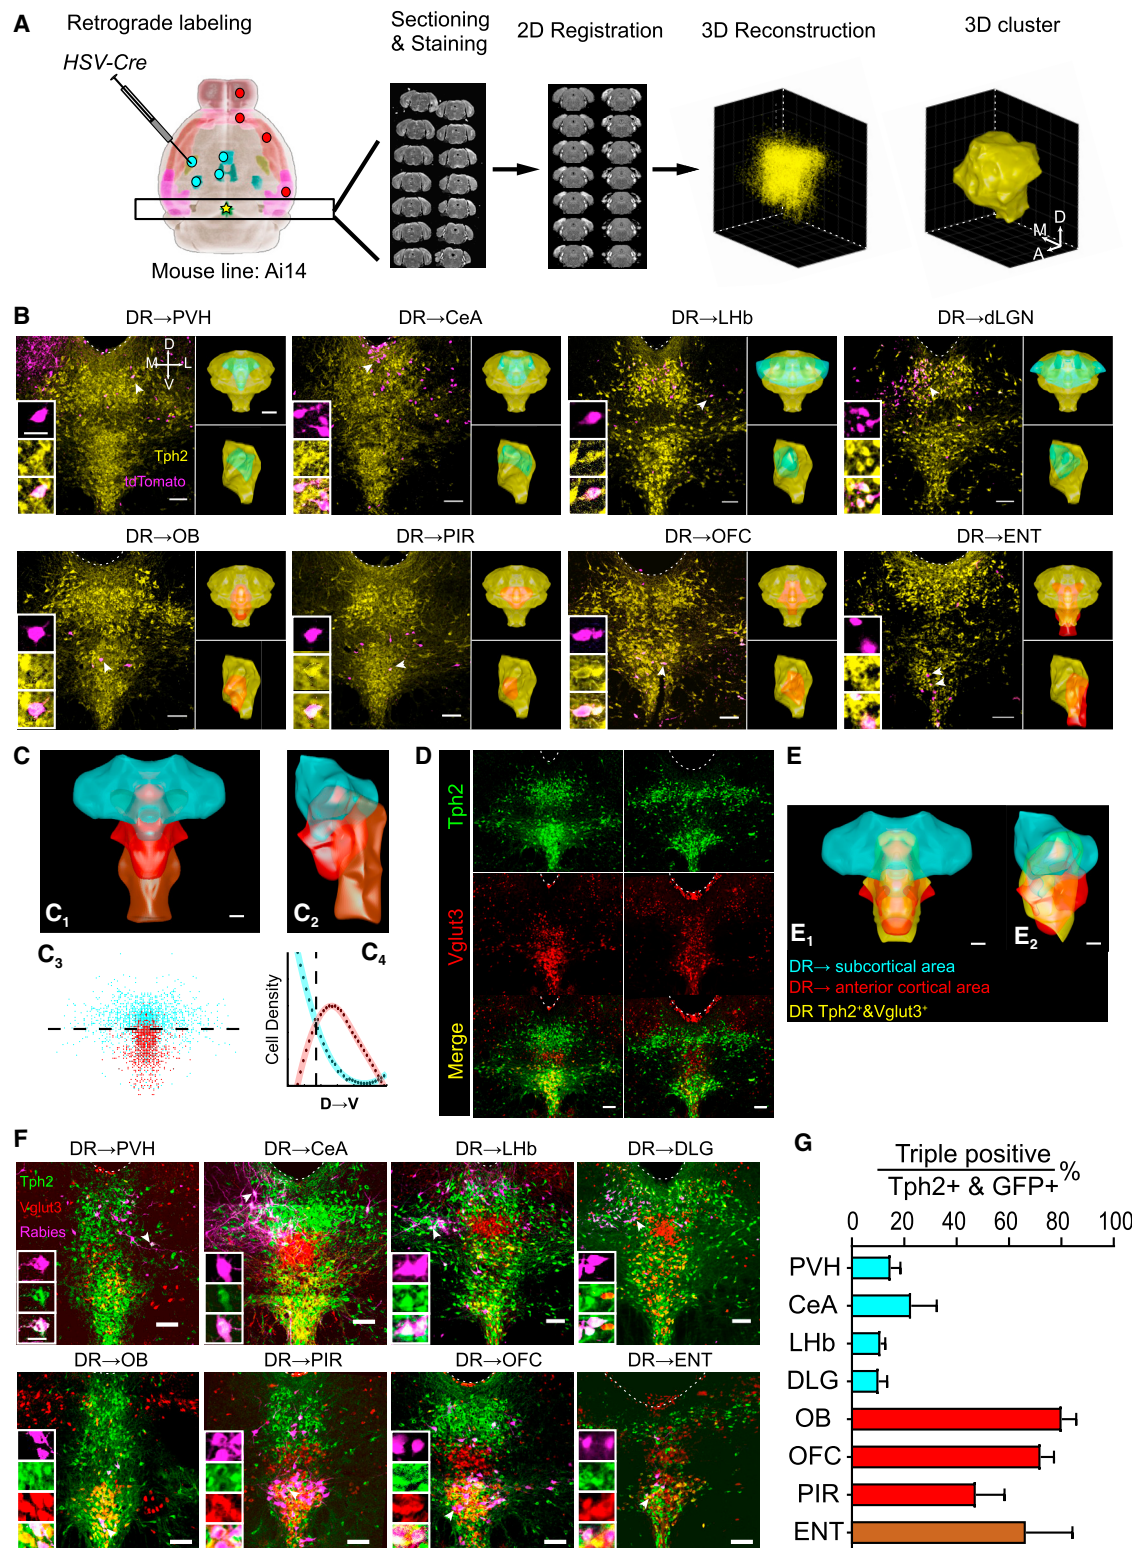 A
Retrograde labeling
HSV-Cre
Mouse line: Ai14
Sectioning
& Staining
2D Registration
3D Reconstruction
3D cluster
D
M
A
B
DR→PVH
DR→CeA
DR→LHb
DR→dLGN
D
M L
V
Tph2
tdTomato
DR→OB
DR→PIR
DR→OFC
DR→ENT
C
C1
C2
C3
C4
Cell Density
D→V
D
Tph2
Vglut3
Merge
E
E1
E2
DR→ subcortical area
DR→ anterior cortical area
DR Tph2⁺&Vglut3⁺
F
DR→PVH
DR→CeA
DR→LHb
DR→DLG
Tph2
Vglut3
Rabies
DR→OB
DR→PIR
DR→OFC
DR→ENT
G
Triple positive
Tph2+ & GFP+
%
0 20 40 60 80 100
PVH
CeA
LHb
DLG
OB
OFC
PIR
ENT